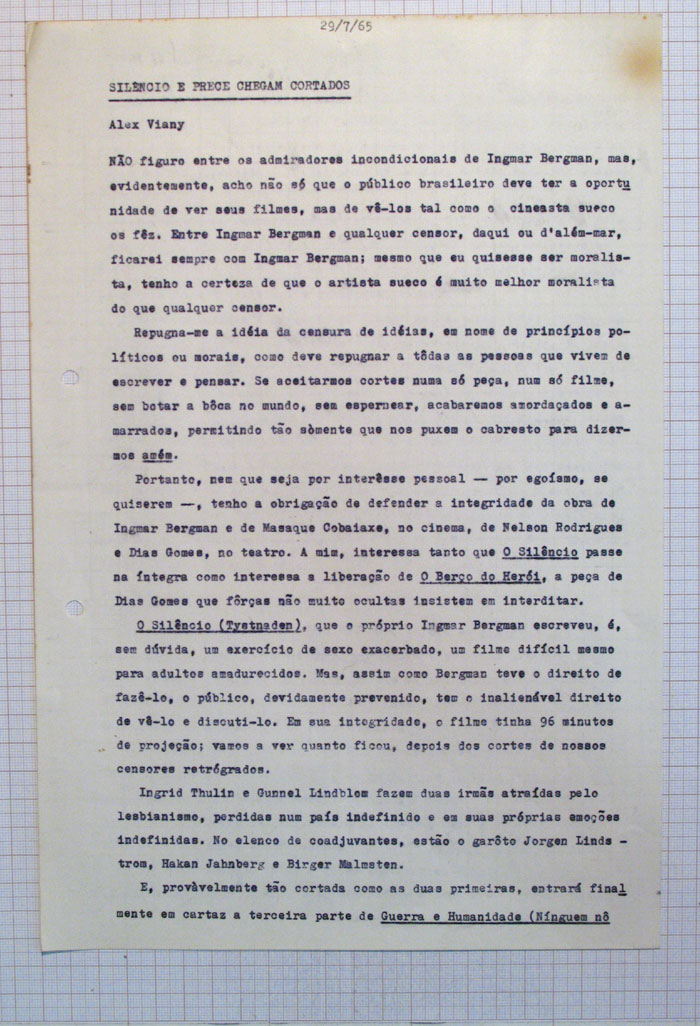 29/7/65
SILÊNCIO E PRECE CHEGAM CORTADOS
Alex Viany
NÃO figuro entre os admiradores incondicionais de Ingmar Bergman, mas,
evidentemente, acho não só que o público brasileiro deve ter a oportu
nidade de ver seus filmes, mas de vê-los tal como o cineasta sueco
os fêz. Entre Ingmar Bergman e qualquer censor, daqui ou d'além-mar,
ficarei sempre com Ingmar Bergman; mesmo que eu quisesse ser moralis-
ta, tenho a certeza de que o artista sueco é muito melhor moralista
do que qualquer censor.
Repugna-me a idéia da censura de idéias, em nome de princípios po-
líticos ou morais, como deve repugnar a tôdas as pessoas que vivem de
escrever e pensar. Se aceitarmos cortes numa só peça, num só filme,
sem botar a bôca no mundo, sem espernear, acabaremos amordaçados e a-
marrados, permitindo tão sòmente que nos puxem o cabresto para dizer-
mos amém.
Portanto, nem que seja por interêsse pessoal — por egoísmo, se
quiserem —, tenho a obrigação de defender a integridade da obra de
Ingmar Bergman e de Masaque Cobaiaxe, no cinema, de Nelson Rodrigues
e Dias Gomes, no teatro. A mim, interessa tanto que O Silêncio passe
na íntegra como interessa a liberação de O Berço do Herói, a peça de
Dias Gomes que fôrças não muito ocultas insistem em interditar.
O Silêncio (Tystnaden), que o próprio Ingmar Bergman escreveu, é,
sem dúvida, um exercício de sexo exacerbado, um filme difícil mesmo
para adultos amadurecidos. Mas, assim como Bergman teve o direito de
fazê-lo, o público, devidamente prevenido, tem o inalienável direito
de vê-lo e discuti-lo. Em sua integridade, o filme tinha 96 minutos
de projeção; vamos a ver quanto ficou, depois dos cortes de nossos
censores retrógrados.
Ingrid Thulin e Gunnel Lindblom fazem duas irmãs atraídas pelo
lesbianismo, perdidas num país indefinido e em suas próprias emoções
indefinidas. No elenco de coadjuvantes, estão o garôto Jorgen Linds -
trom, Hakan Jahnberg e Birger Malmsten.
E, provàvelmente tão cortada como as duas primeiras, entrará final
mente em cartaz a terceira parte de Guerra e Humanidade (Nínguem nô